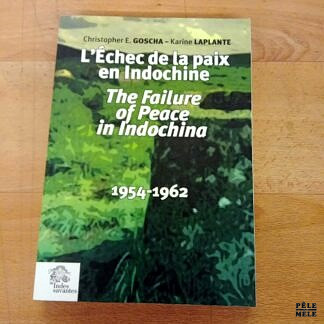 Christopher E. GOSCHA – Karine LAPLANTE
L'Échec de la paix
en Indochine
The Failure
of Peace
in Indochina
1954-1962
Les
Indes
savantes
PÊLE
MÊLE